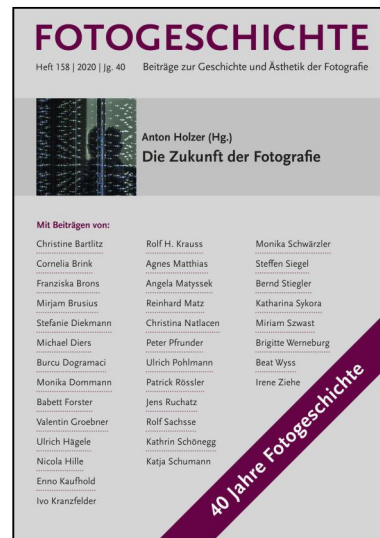 FOTOGESCHICHTE
Heft 158 | 2020 | Jg. 40 Beiträge zur Geschichte und Ästhetik der Fotografie
Anton Holzer (Hg.)
Die Zukunft der Fotografie
Mit Beiträgen von:
Christine Bartlitz
Cornelia Brink
Franziska Brons
Mirjam Brusius
Stefanie Diekmann
Michael Diers
Burcu Dogramaci
Monika Dommann
Babett Forster
Valentin Groebner
Ulrich Hägele
Nicola Hille
Enno Kaufhold
Ivo Kranzfelder
Rolf H. Krauss
Agnes Matthias
Angela Matyssek
Reinhard Matz
Christina Natlacen
Peter Pfrunder
Ulrich Pohlmann
Patrick Rössler
Jens Ruchatz
Rolf Sachsse
Kathrin Schönegg
Katja Schumann
Monika Schwärzler
Steffen Siegel
Bernd Stiegler
Katharina Sykora
Miriam Szwast
Brigitte Werneburg
Beat Wyss
Irene Ziehe
40 Jahre Fotogeschichte